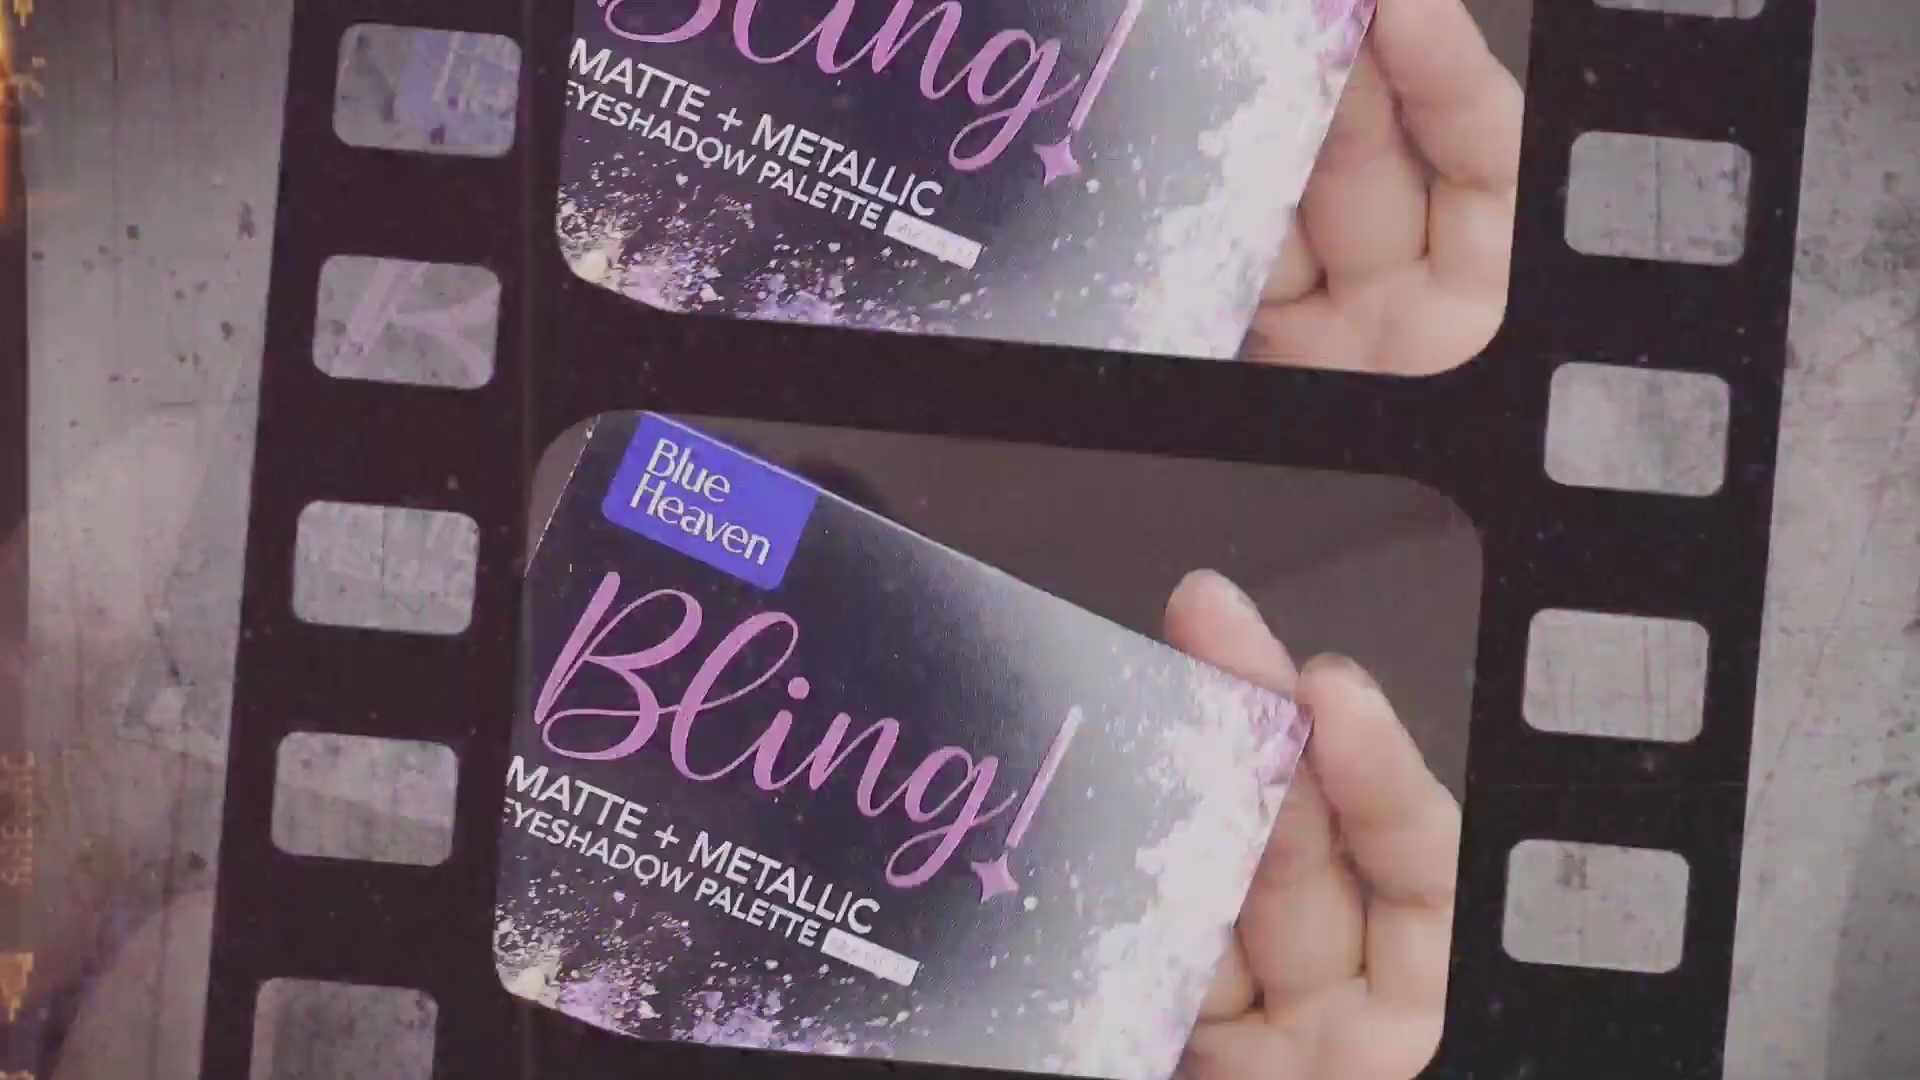 Bling!
MATTE + METALLIC
EYESHADOW PALETTE
Blue
Heaven
Bling!
MATTE + METALLIC
EYESHADOW PALETTE